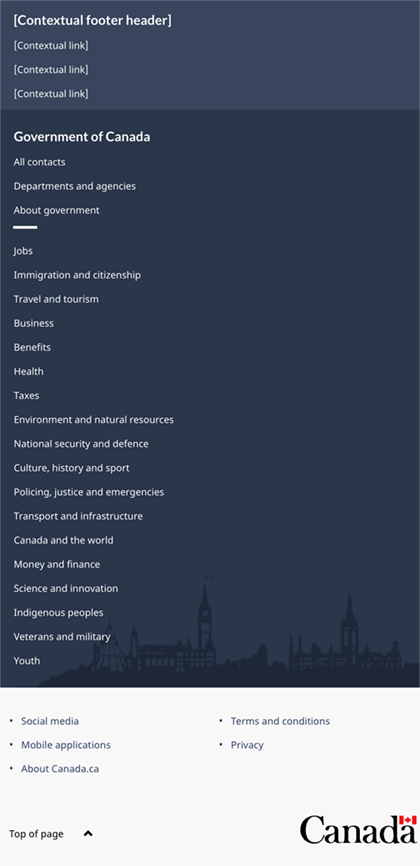 [Contextual footer header]
[Contextual link]
[Contextual link]
[Contextual link]
Government of Canada
All contacts
Departments and agencies
About government
Jobs
Immigration and citizenship
Travel and tourism
Business
Benefits
Health
Taxes
Environment and natural resources
National security and defence
Culture, history and sport
Policing, justice and emergencies
Transport and infrastructure
Canada and the world
Money and finance
Science and innovation
Indigenous peoples
Veterans and military
Youth
• Social media
• Terms and conditions
• Mobile applications
• Privacy
• About Canada.ca
Top of page
Canada